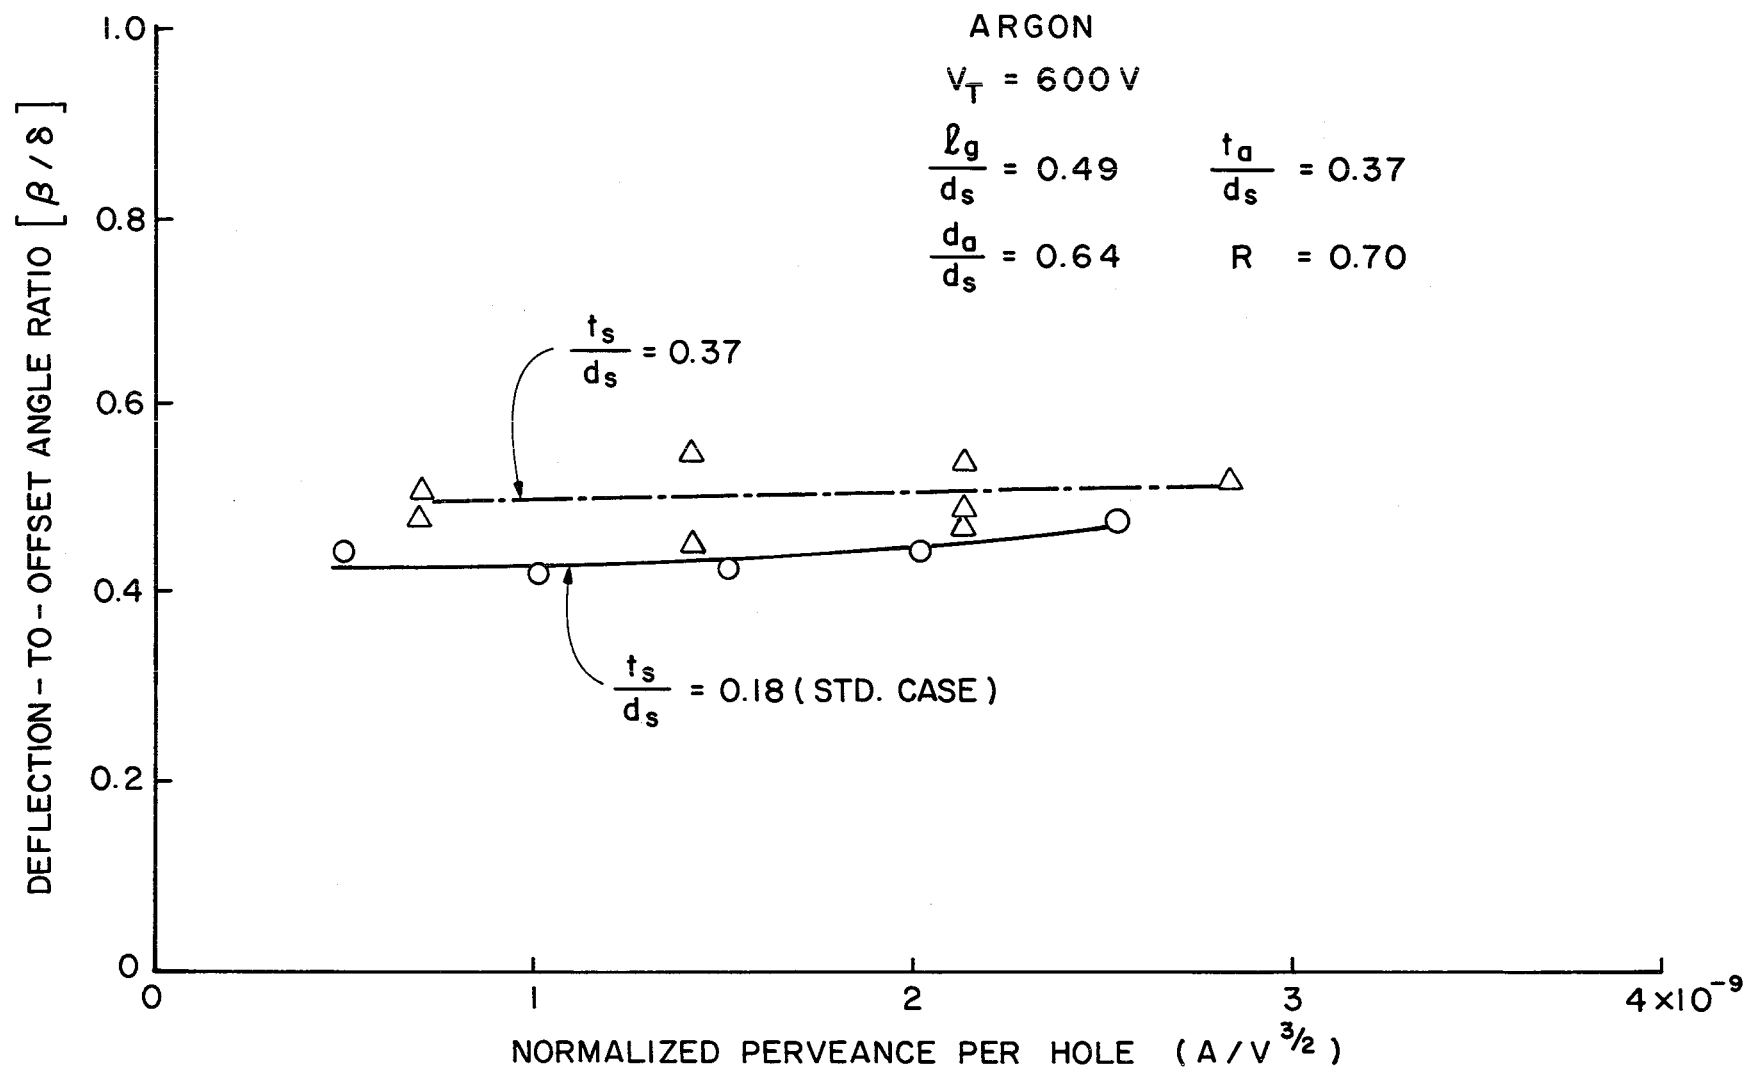 ARGON
V_T = 600 V
ℓg/ds = 0.49 ta/ds = 0.37
da/ds = 0.64 R = 0.70
DEFLECTION-TO-OFFSET ANGLE RATIO [β/δ]
1.0
0.8
0.6
0.4
0.2
0
ts/ds = 0.37
ts/ds = 0.18 (STD. CASE)
0 1 2 3 4×10⁻⁹
NORMALIZED PERVEANCE PER HOLE (A/V^3/2)